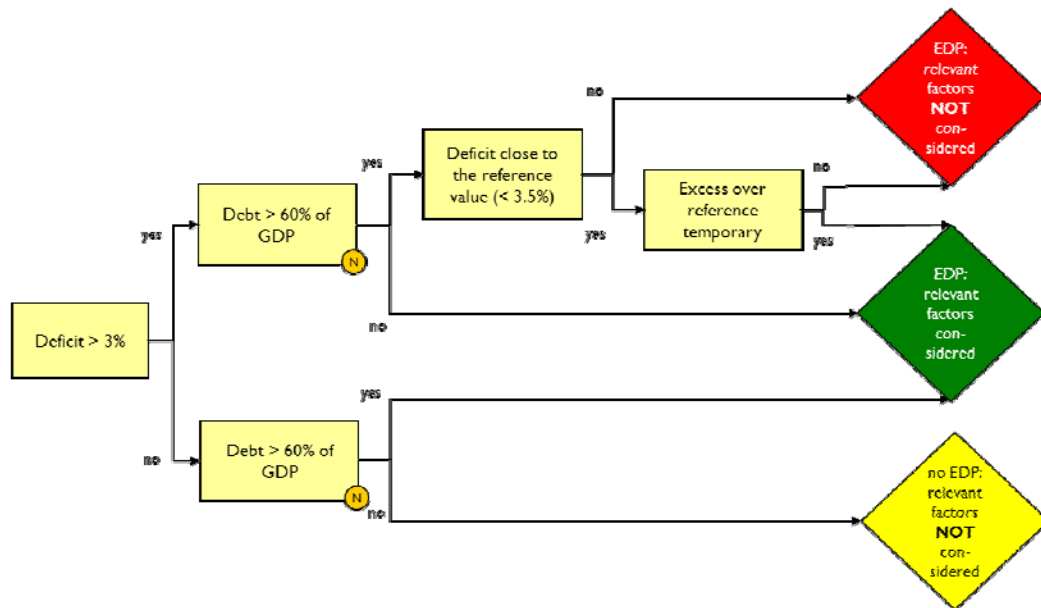 EDP:
relevant
factors
NOT
con-
sidered
no
Deficit close to
the reference
value (< 3.5%)
yes
no
Excess over
reference
temporary
Debt > 60% of
GDP
yes
yes
yes
N
EDP:
relevant
factors
con-
sidered
no
Deficit > 3%
yes
Debt > 60% of
GDP
no
no EDP:
relevant
factors
NOT
con-
sidered
N
no